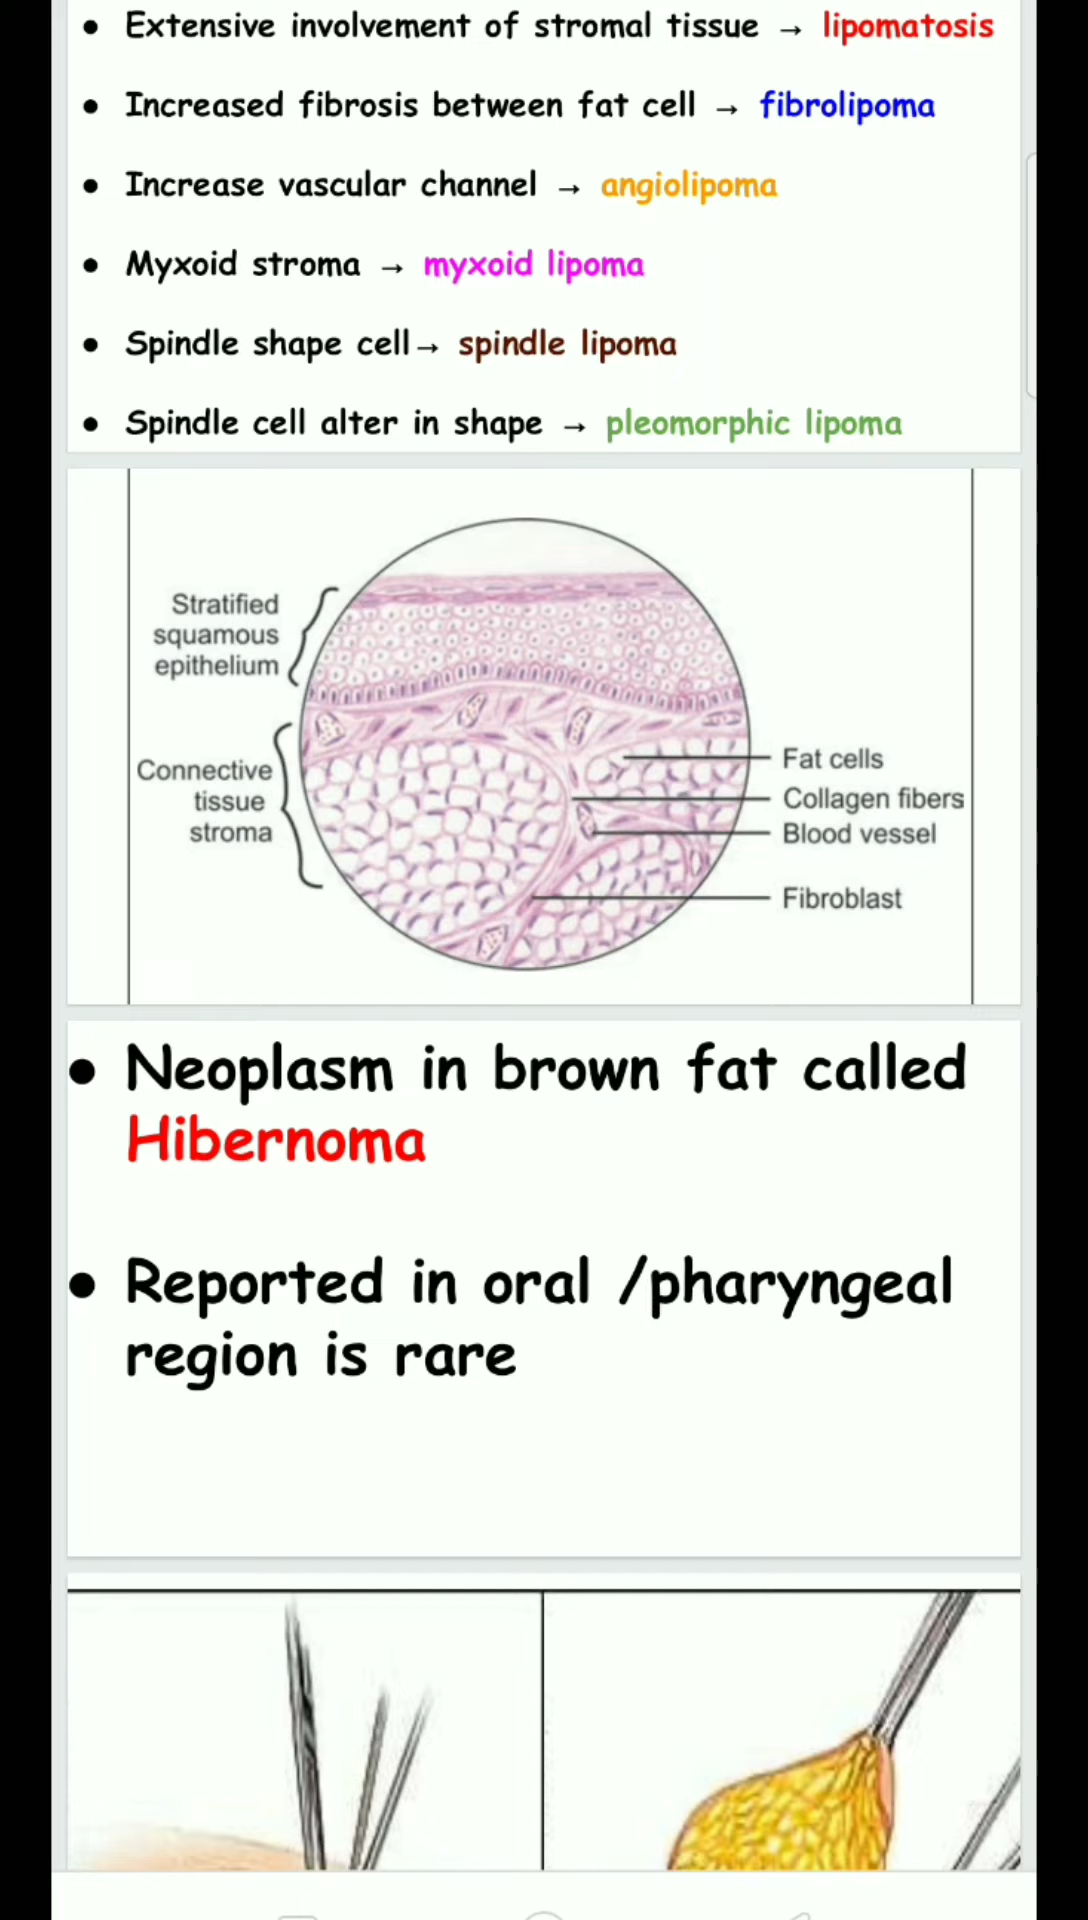 • Extensive involvement of stromal tissue → lipomatosis
• Increased fibrosis between fat cell → fibrolipoma
• Increase vascular channel → angiolipoma
• Myxoid stroma → myxoid lipoma
• Spindle shape cell→ spindle lipoma
• Spindle cell alter in shape → pleomorphic lipoma
Stratified
squamous
epithelium
Connective
tissue
stroma
Fat cells
Collagen fibers
Blood vessel
Fibroblast
• Neoplasm in brown fat called
Hibernoma
• Reported in oral /pharyngeal
region is rare